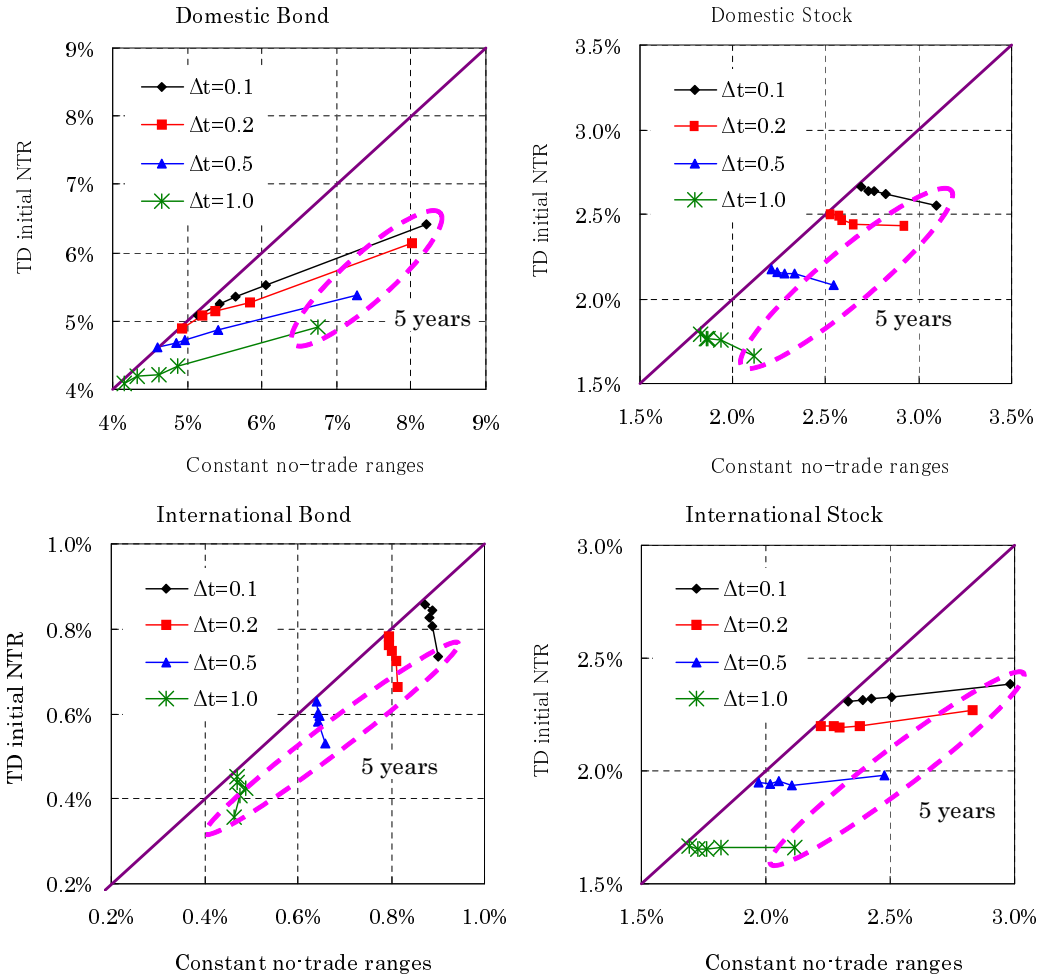 Domestic Bond
9%
8%
7%
6%
5%
4%
TD initial NTR
Δt=0.1
Δt=0.2
Δt=0.5
Δt=1.0
5 years
4%
5%
6%
7%
8%
9%
Constant no-trade ranges
Domestic Stock
3.5%
3.0%
2.5%
2.0%
1.5%
TD initial NTR
Δt=0.1
Δt=0.2
Δt=0.5
Δt=1.0
5 years
1.5%
2.0%
2.5%
3.0%
3.5%
Constant no-trade ranges
International Bond
1.0%
0.8%
0.6%
0.4%
0.2%
TD initial NTR
Δt=0.1
Δt=0.2
Δt=0.5
Δt=1.0
5 years
0.2%
0.4%
0.6%
0.8%
1.0%
Constant no-trade ranges
International Stock
3.0%
2.5%
2.0%
1.5%
TD initial NTR
Δt=0.1
Δt=0.2
Δt=0.5
Δt=1.0
5 years
1.5%
2.0%
2.5%
3.0%
Constant no-trade ranges